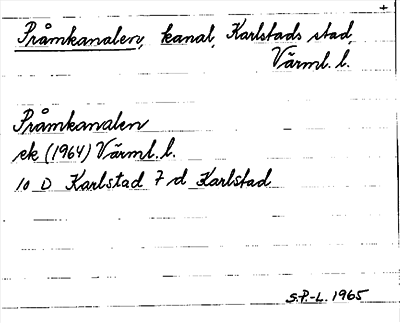 Pråmkanalen, kanal, Karlstads stad,
Värml. l.
Pråmkanalen
ek (1964) Värml. l.
10 D Karlstad 7 d Karlstad
S.P.-L. 1965